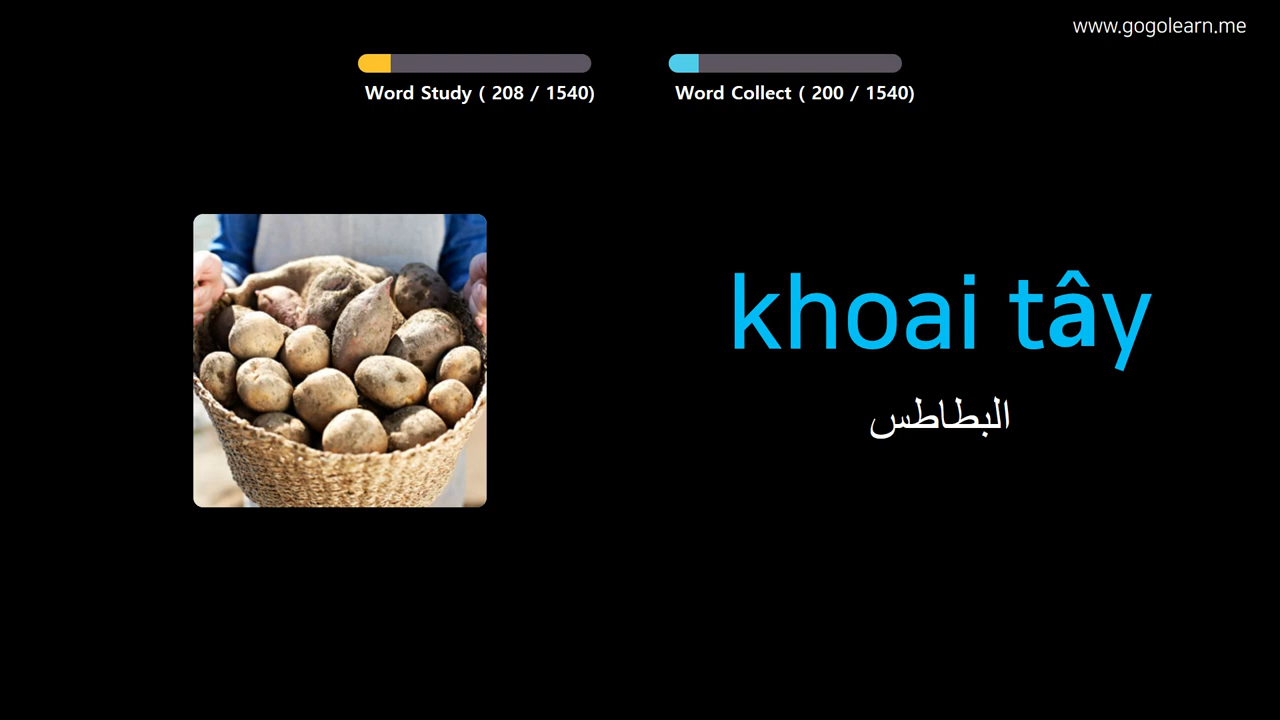 www.gogolearn.me
Word Study ( 208 / 1540)
Word Collect ( 200 / 1540)
khoai tây
البطاطس